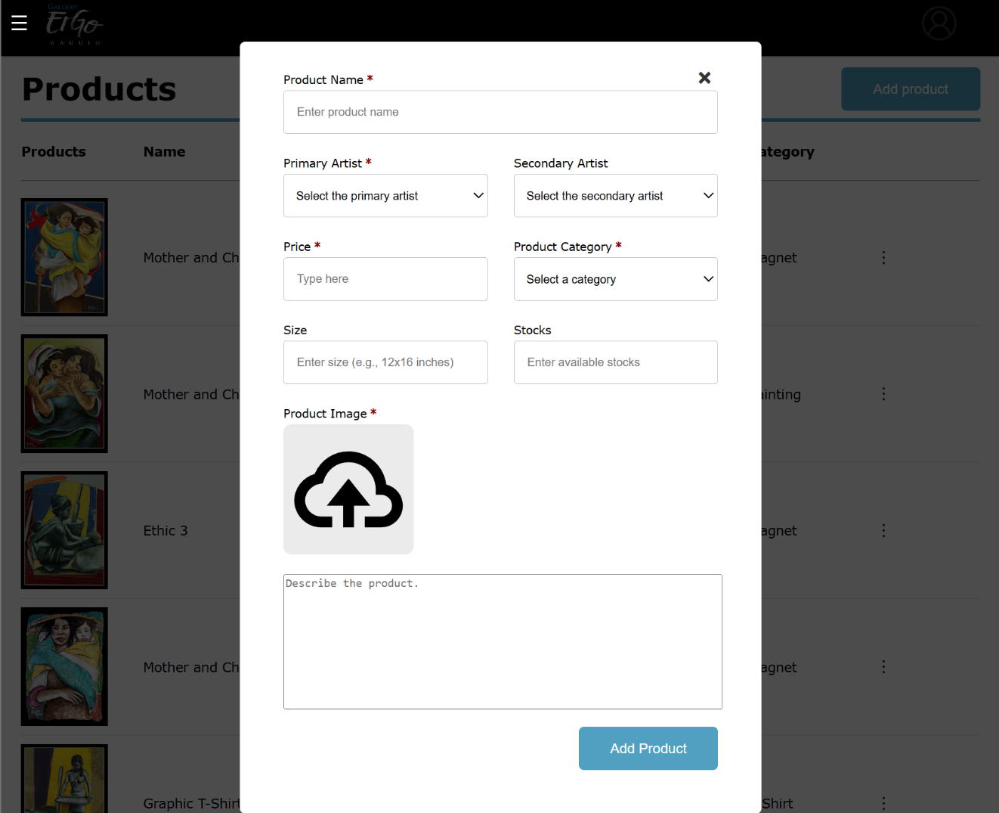 ☰
GALLERY
ErGo
BAGUIO
Products
Add product
Products Name ategory
Mother and Ch agnet
Mother and Ch ainting
Ethic 3 agnet
Mother and Ch agnet
Graphic T-Shirt Shirt
Product Name *
Enter product name
Primary Artist * Secondary Artist
Select the primary artist Select the secondary artist
Price * Product Category *
Type here Select a category
Size Stocks
Enter size (e.g., 12x16 inches) Enter available stocks
Product Image *
Describe the product.
Add Product